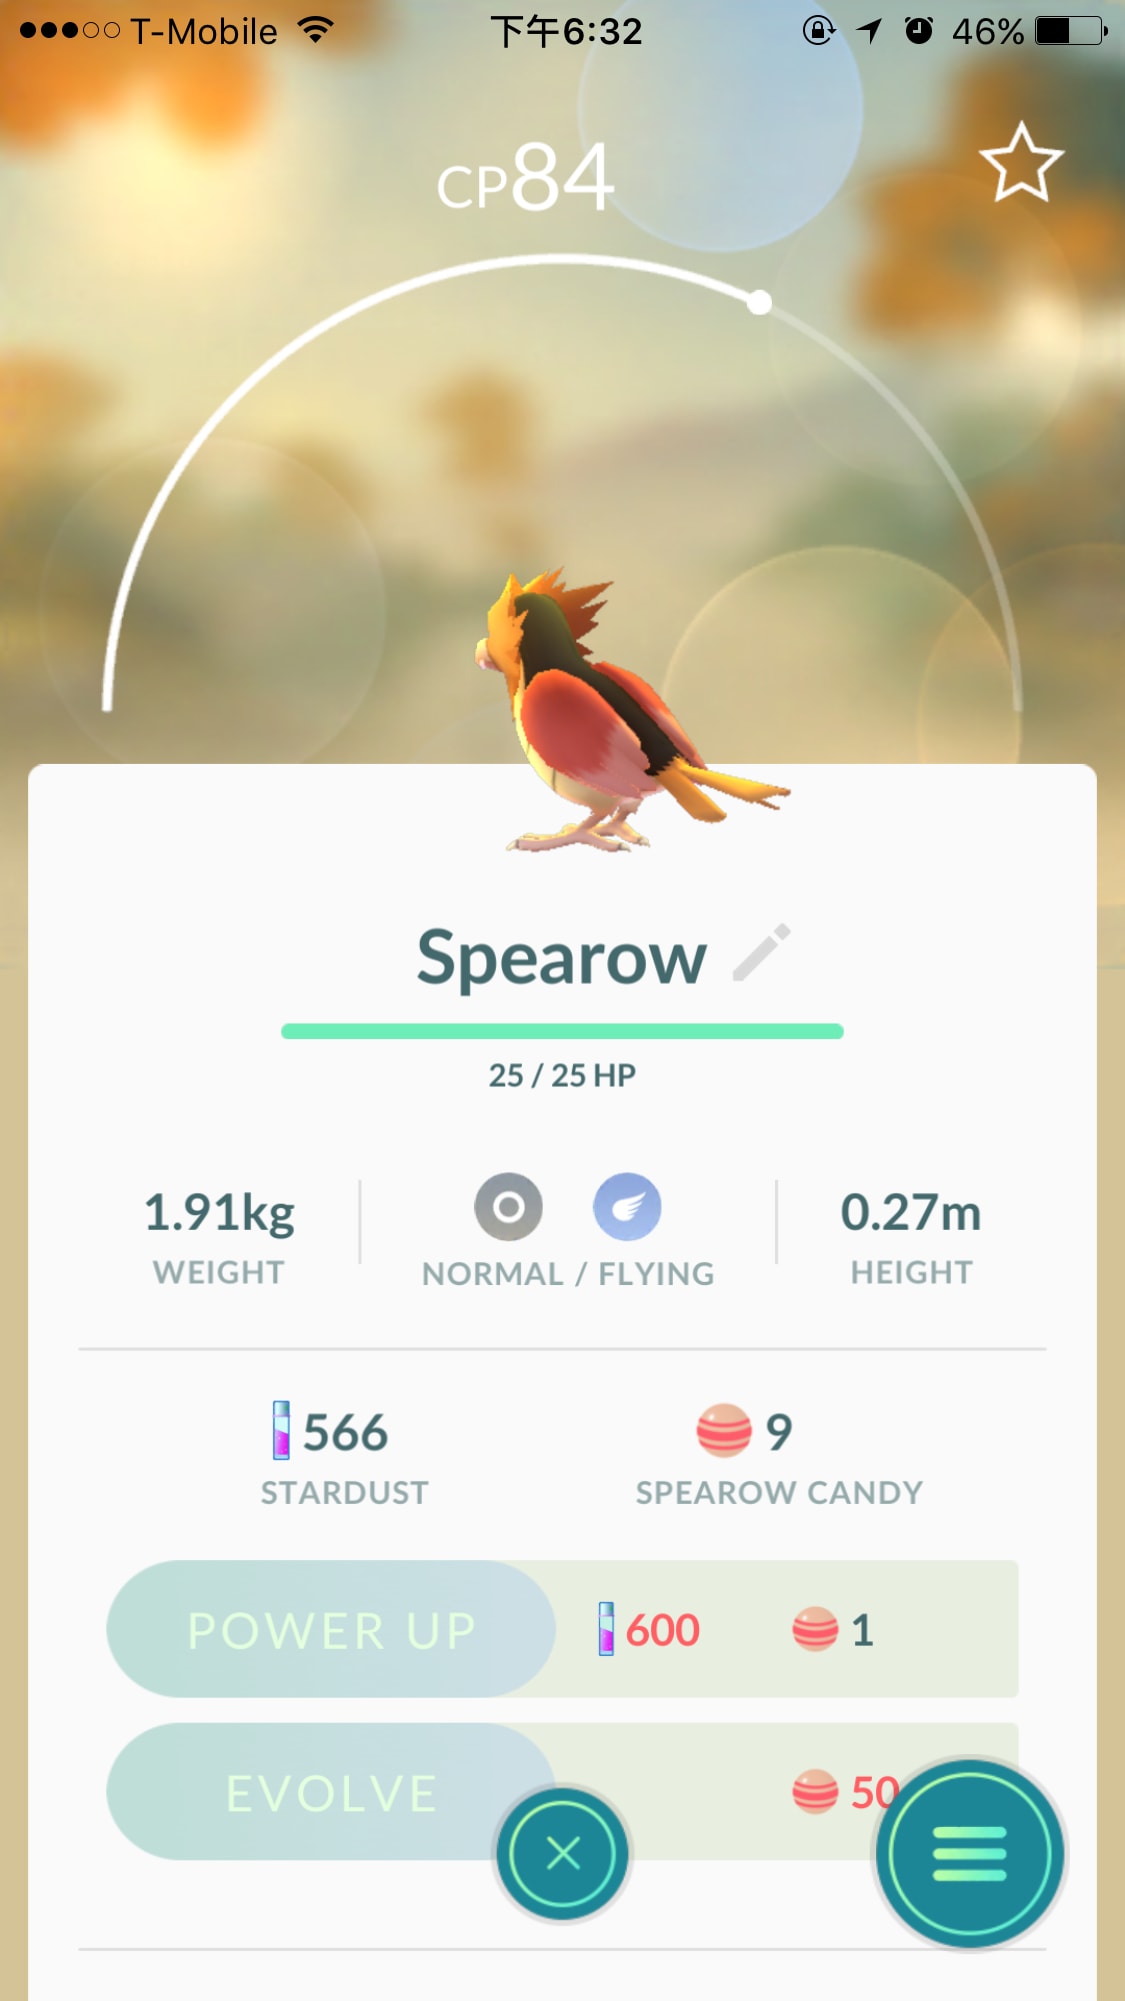 T-Mobile 下午6:32 46%
CP84
Spearow
25 / 25 HP
1.91kg
WEIGHT
NORMAL / FLYING
0.27m
HEIGHT
566
STARDUST
9
SPEAROW CANDY
POWER UP 600 1
EVOLVE 50